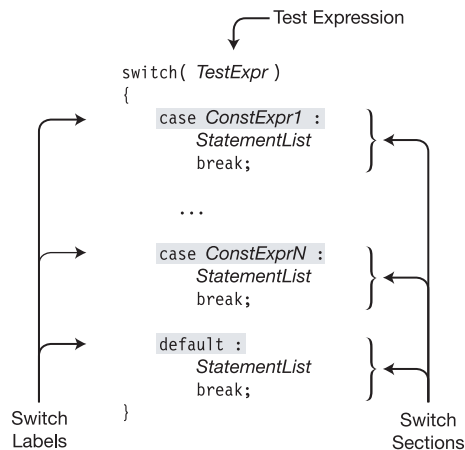 Test Expression
switch( TestExpr )
{
case ConstExpr1 :
StatementList
break;
...
case ConstExprN :
StatementList
break;
default :
StatementList
break;
}
Switch
Labels
Switch
Sections